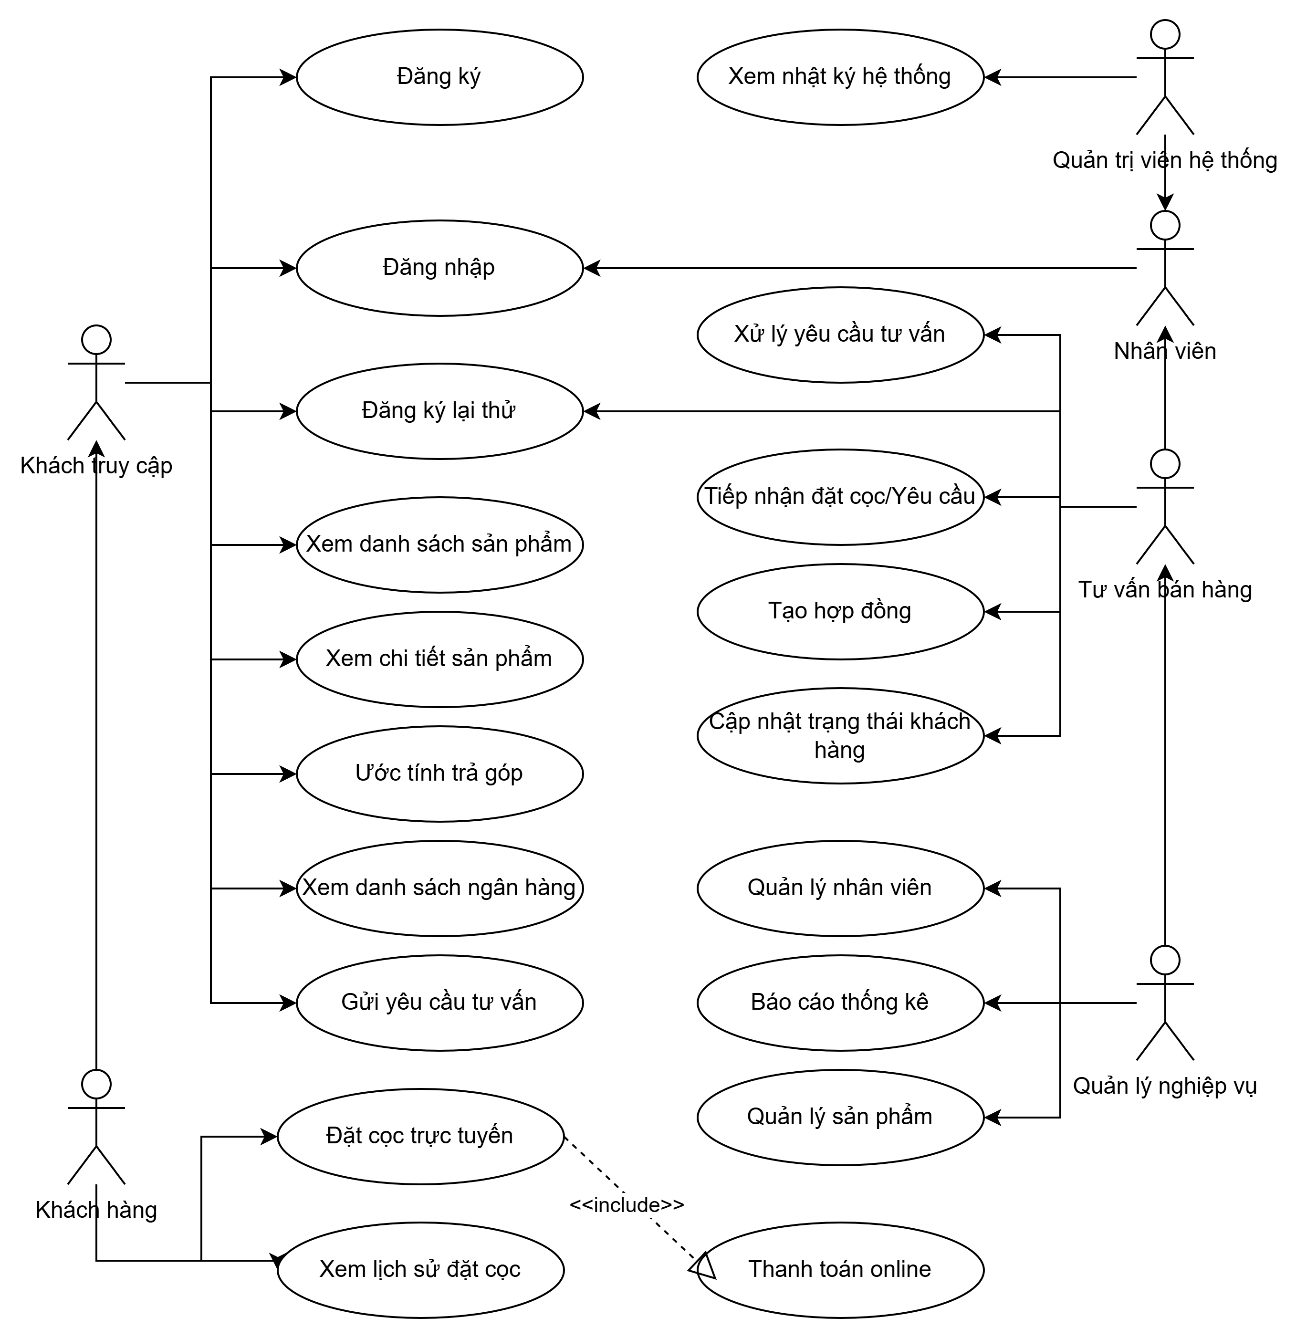 Đăng ký
Xem nhật ký hệ thống
Quản trị viên hệ thống
Đăng nhập
Xử lý yêu cầu tư vấn
Nhân viên
Đăng ký lại thử
Khách truy cập
Tiếp nhận đặt cọc/Yêu cầu
Xem danh sách sản phẩm
Tư vấn bán hàng
Tạo hợp đồng
Xem chi tiết sản phẩm
Cập nhật trạng thái khách
hàng
Ước tính trả góp
Xem danh sách ngân hàng
Quản lý nhân viên
Gửi yêu cầu tư vấn
Báo cáo thống kê
Quản lý nghiệp vụ
Quản lý sản phẩm
Đặt cọc trực tuyến
<<include>>
Khách hàng
Xem lịch sử đặt cọc
Thanh toán online